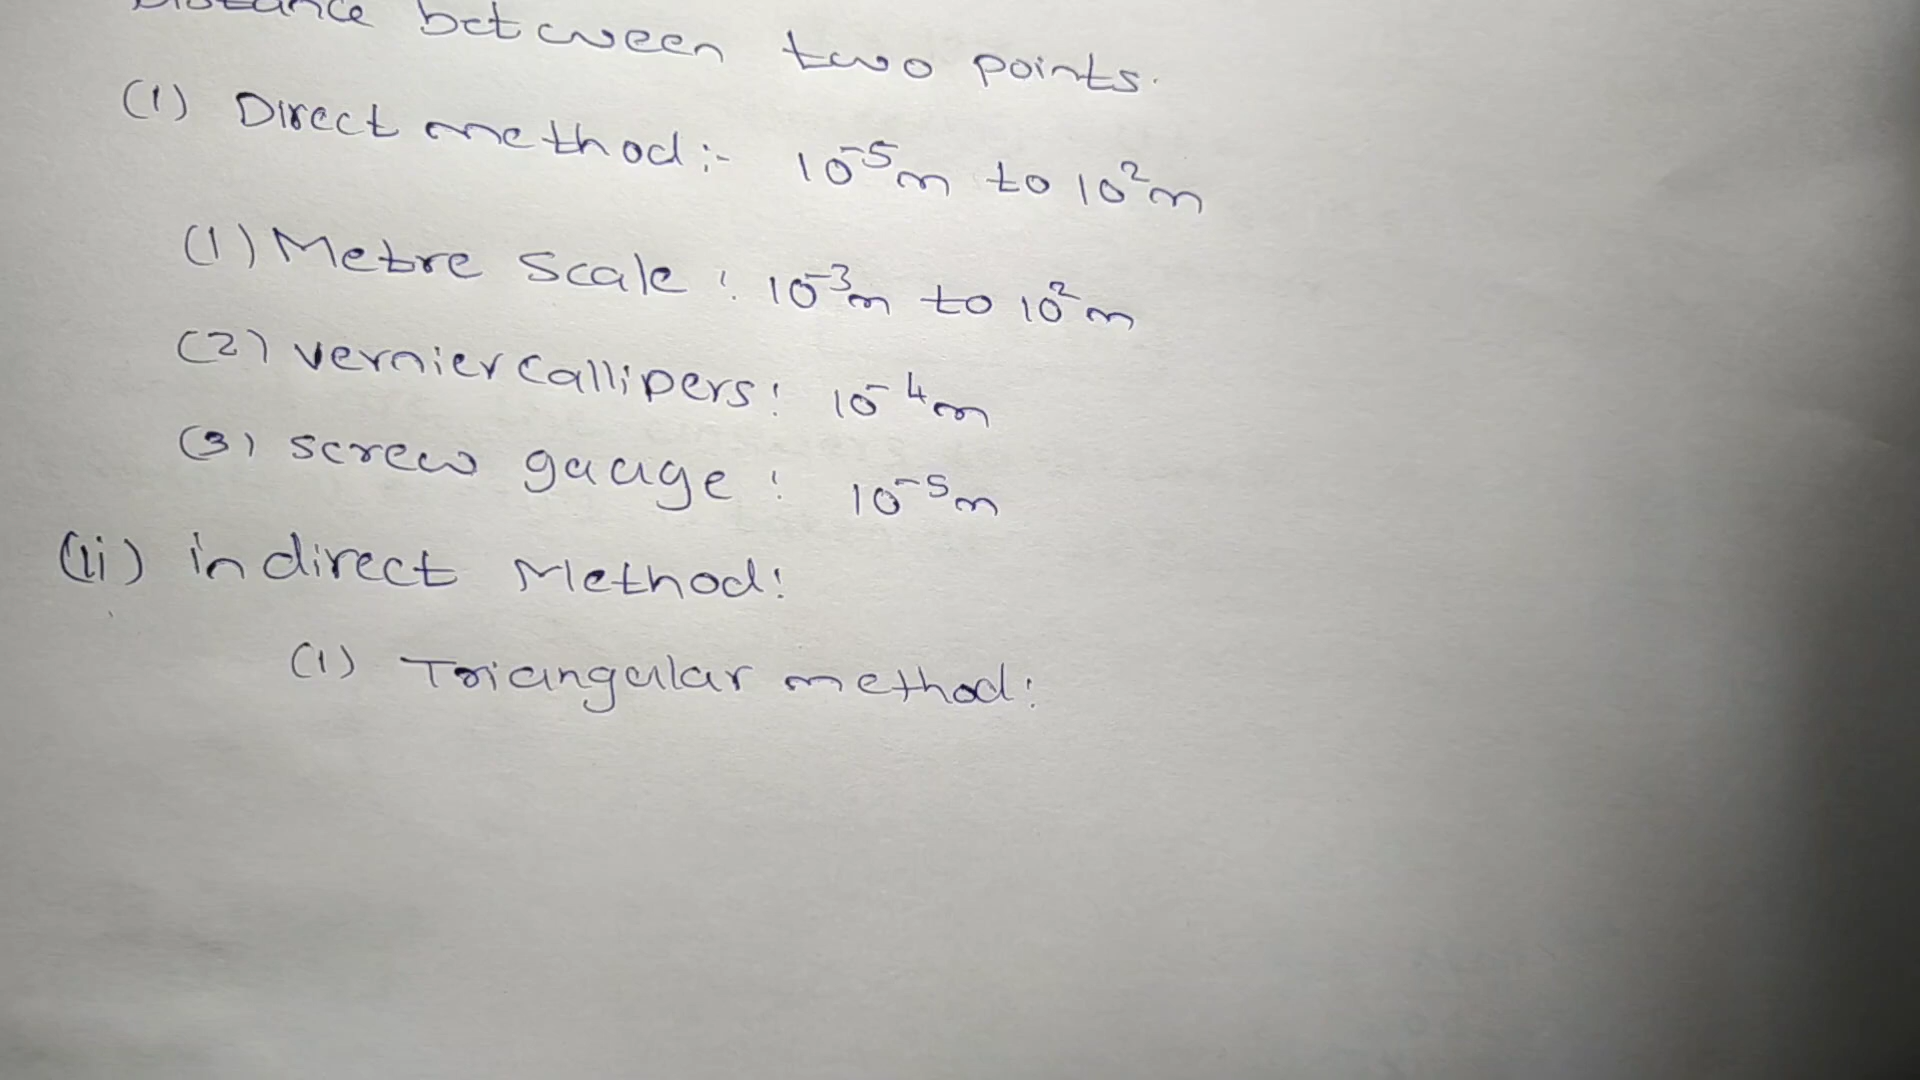 Distance between two points.
(1) Direct method :- 10⁻⁵m to 10²m
(1) Metre Scale : 10⁻³m to 10²m
(2) Vernier Callipers : 10⁻⁴m
(3) screw gauge : 10⁻⁵m
(ii) indirect Method :
(1) Triangular method :